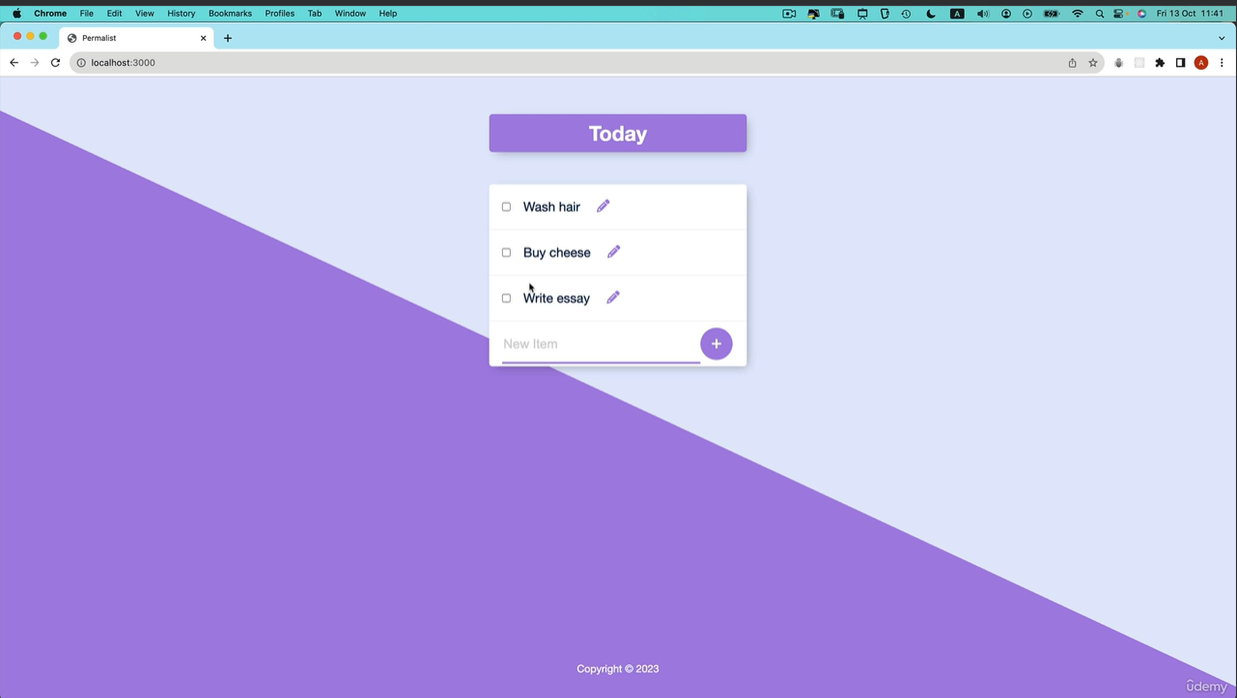 Chrome File Edit View History Bookmarks Profiles Tab Window Help A Fri 13 Oct 11:41
Permalist
localhost:3000 A
Today
Wash hair
Buy cheese
Write essay
New Item +
Copyright © 2023
ûdemy